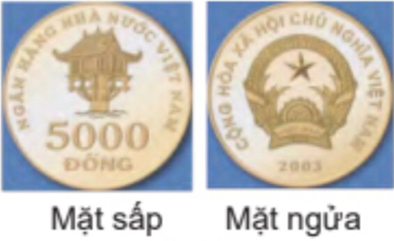 NGÂN HÀNG NHÀ NƯỚC VIỆT NAM
5000
ĐỒNG
CỘNG HÒA XÃ HỘI CHỦ NGHĨA VIỆT NAM
2003
Mặt sấp
Mặt ngửa